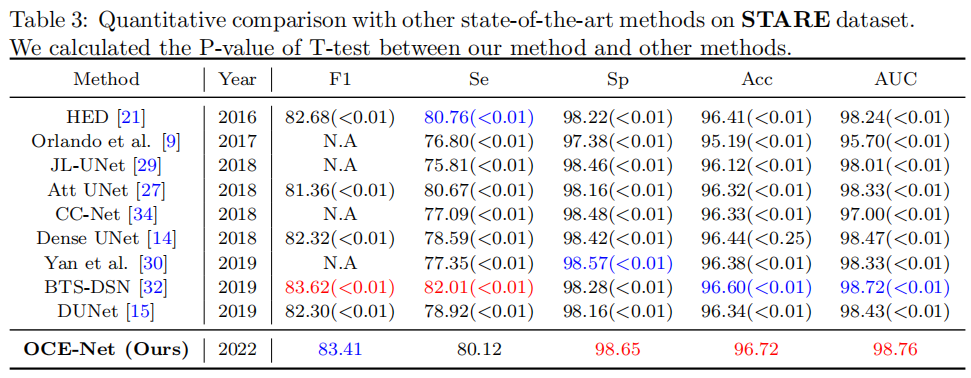 Table 3: Quantitative comparison with other state-of-the-art methods on STARE dataset.
We calculated the P-value of T-test between our method and other methods.
Method Year F1 Se Sp Acc AUC
HED [21] 2016 82.68(<0.01) 80.76(<0.01) 98.22(<0.01) 96.41(<0.01) 98.24(<0.01)
Orlando et al. [9] 2017 N.A 76.80(<0.01) 97.38(<0.01) 95.19(<0.01) 95.70(<0.01)
JL-UNet [29] 2018 N.A 75.81(<0.01) 98.46(<0.01) 96.12(<0.01) 98.01(<0.01)
Att UNet [27] 2018 81.36(<0.01) 80.67(<0.01) 98.16(<0.01) 96.32(<0.01) 98.33(<0.01)
CC-Net [34] 2018 N.A 77.09(<0.01) 98.48(<0.01) 96.33(<0.01) 97.00(<0.01)
Dense UNet [14] 2018 82.32(<0.01) 78.59(<0.01) 98.42(<0.01) 96.44(<0.25) 98.47(<0.01)
Yan et al. [30] 2019 N.A 77.35(<0.01) 98.57(<0.01) 96.38(<0.01) 98.33(<0.01)
BTS-DSN [32] 2019 83.62(<0.01) 82.01(<0.01) 98.28(<0.01) 96.60(<0.01) 98.72(<0.01)
DUNet [15] 2019 82.30(<0.01) 78.92(<0.01) 98.16(<0.01) 96.34(<0.01) 98.43(<0.01)
OCE-Net (Ours) 2022 83.41 80.12 98.65 96.72 98.76